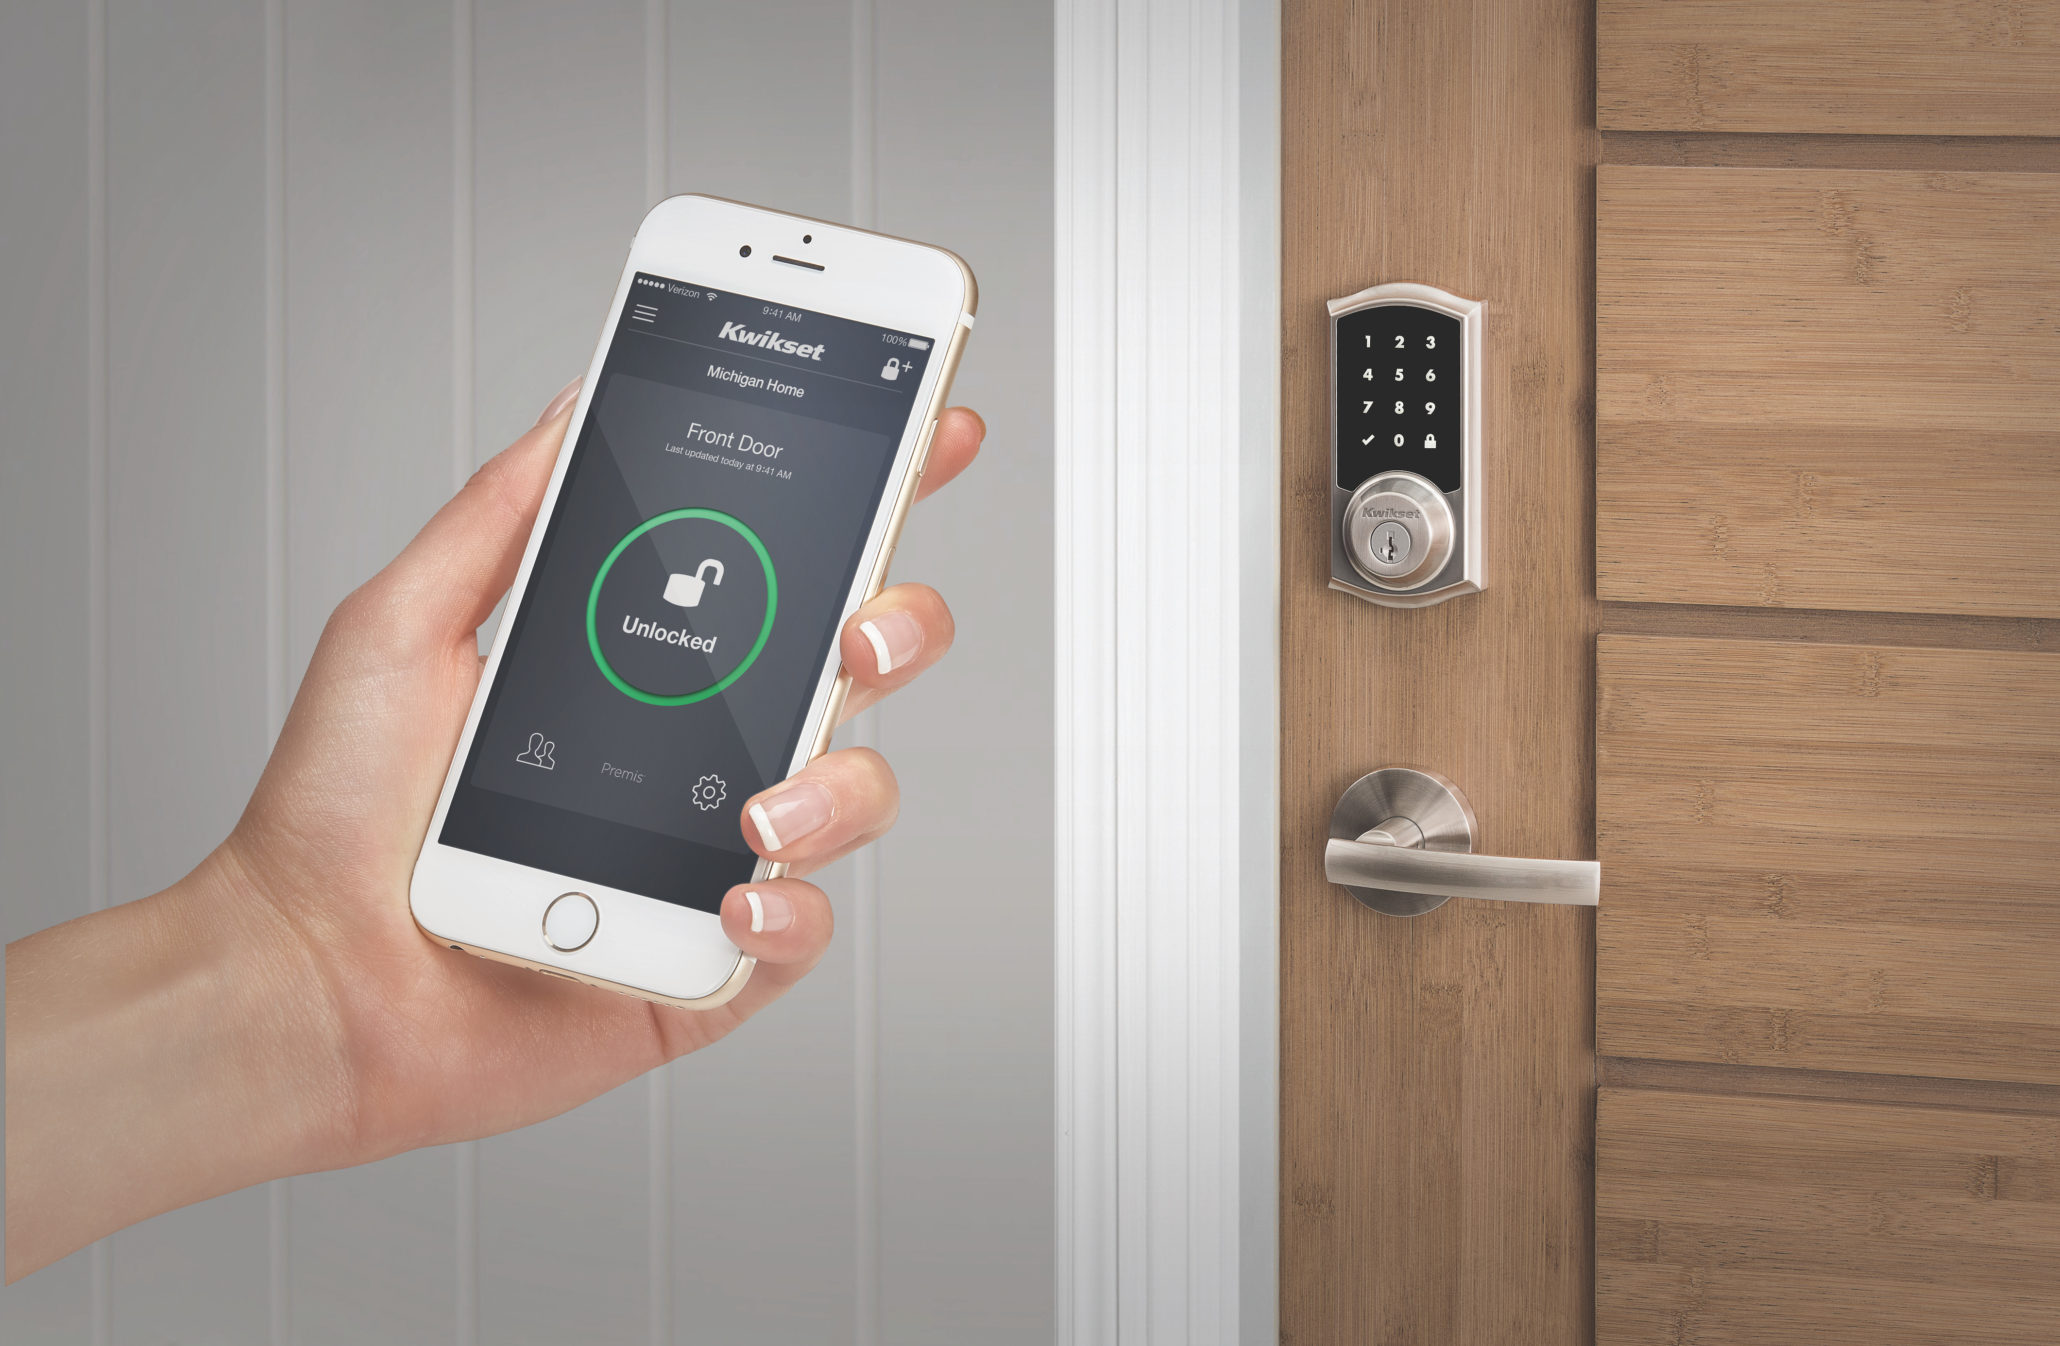 Verizon
9:41 AM
100%
Kwikset
Michigan Home
Front Door
Last updated today at 9:41 AM
Unlocked
Premis
1 2 3
4 5 6
7 8 9
0
Kwikset